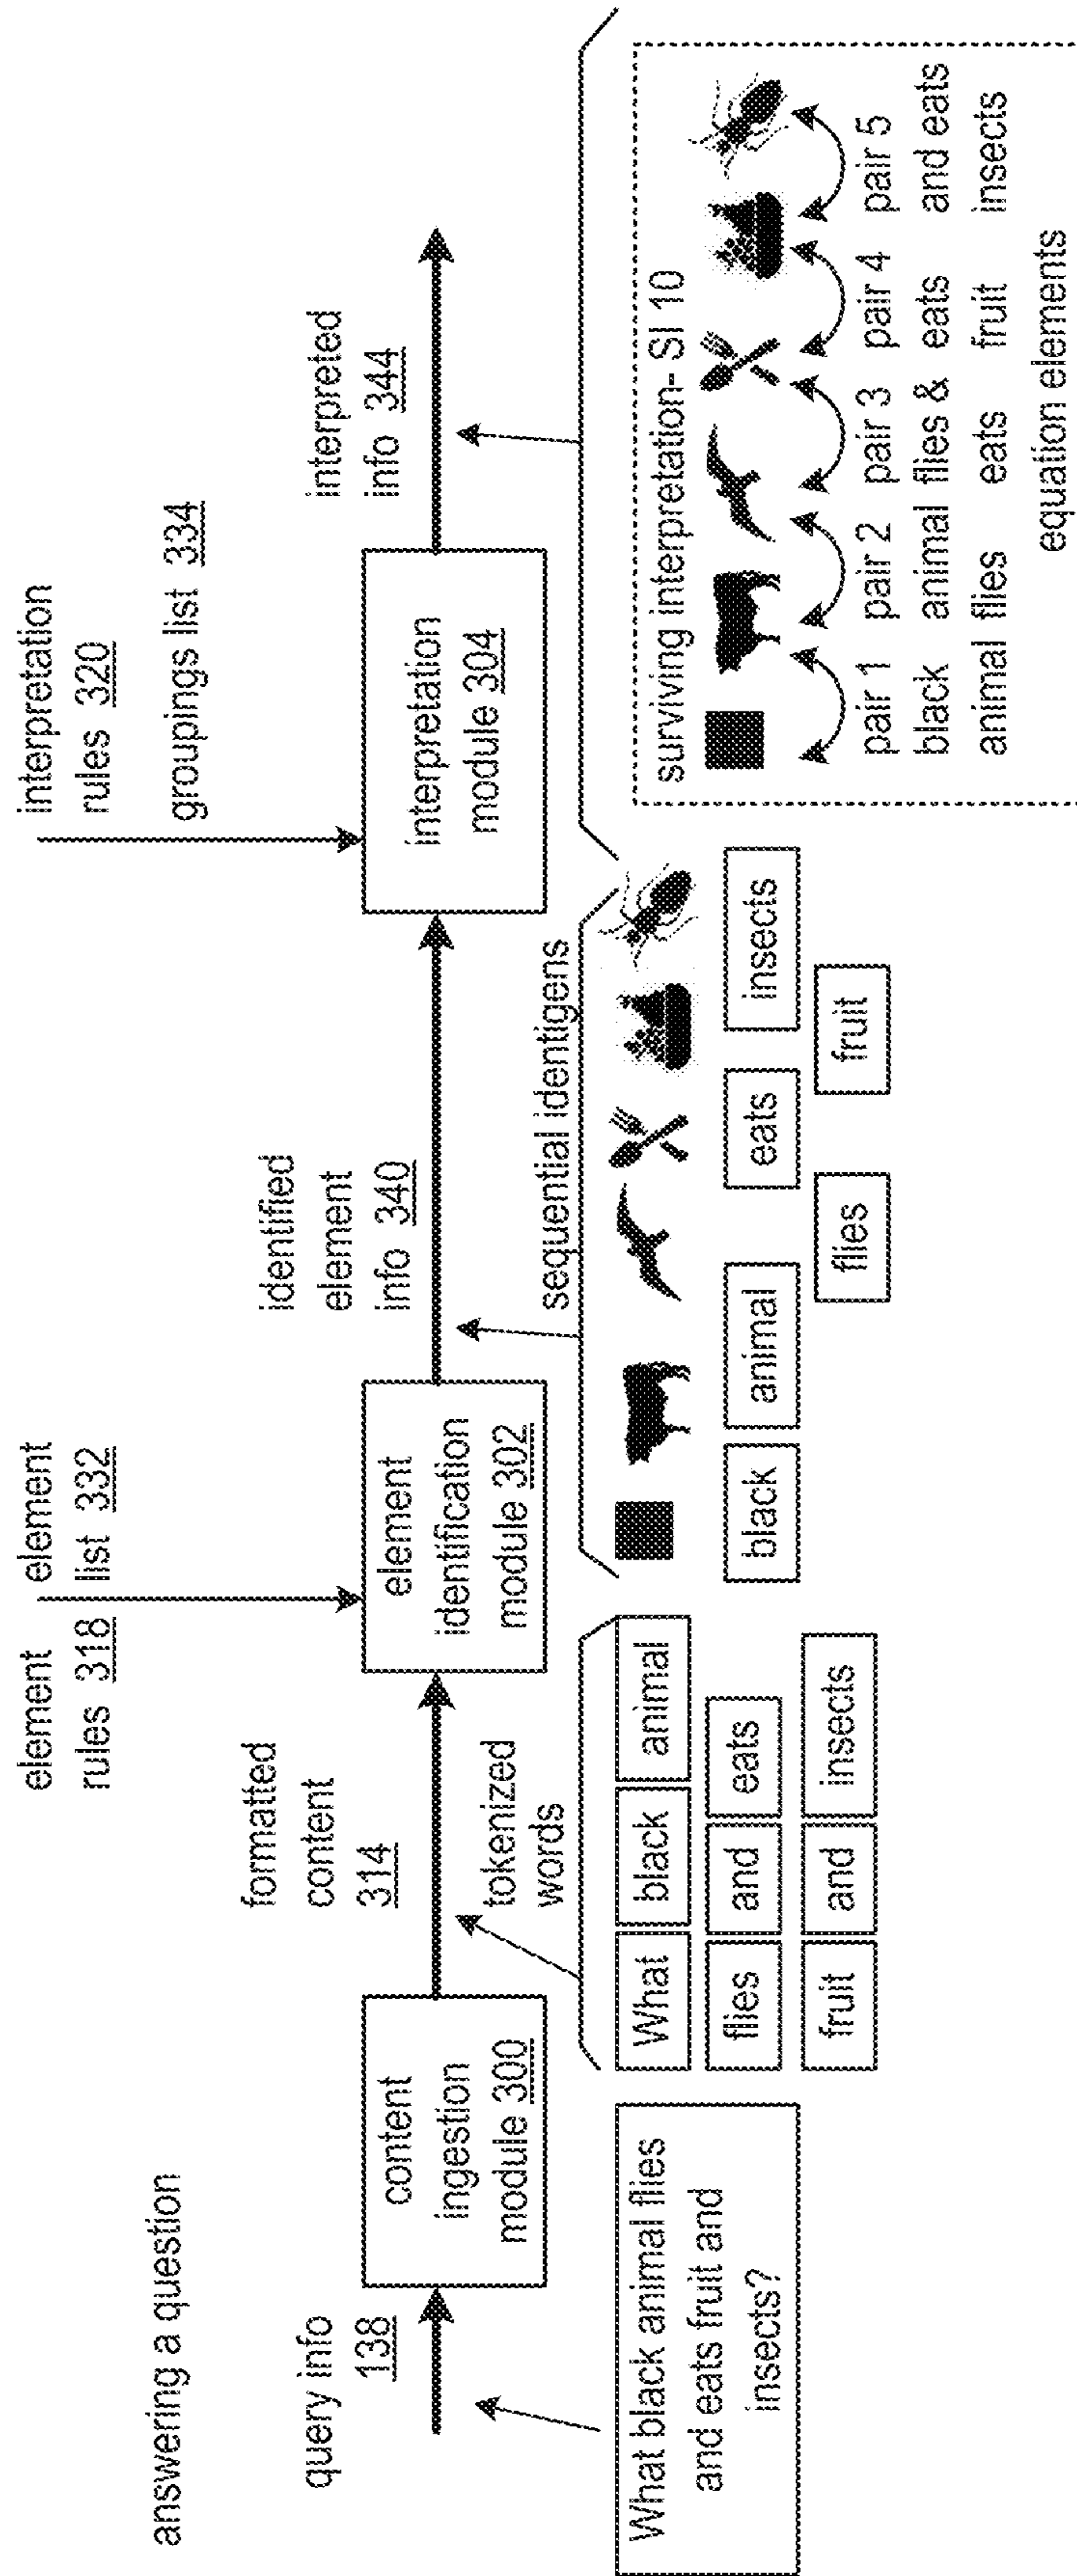 answering a question
query info
138
content
ingestion
module 300
formatted
content
314
element
rules 318
element
list 332
element
identification
module 302
identified
element
info 340
interpretation
rules 320
groupings list 334
interpretation
module 304
interpreted
info 344
What black animal flies
and eats fruit and
insects?
tokenized
words
What black animal
flies and eats
fruit and insects
sequential identigens
black animal eats insects
flies fruit
surviving interpretation- SI 10
pair 1 pair 2 pair 3 pair 4 pair 5
black animal flies & eats and eats
animal flies eats fruit insects
equation elements